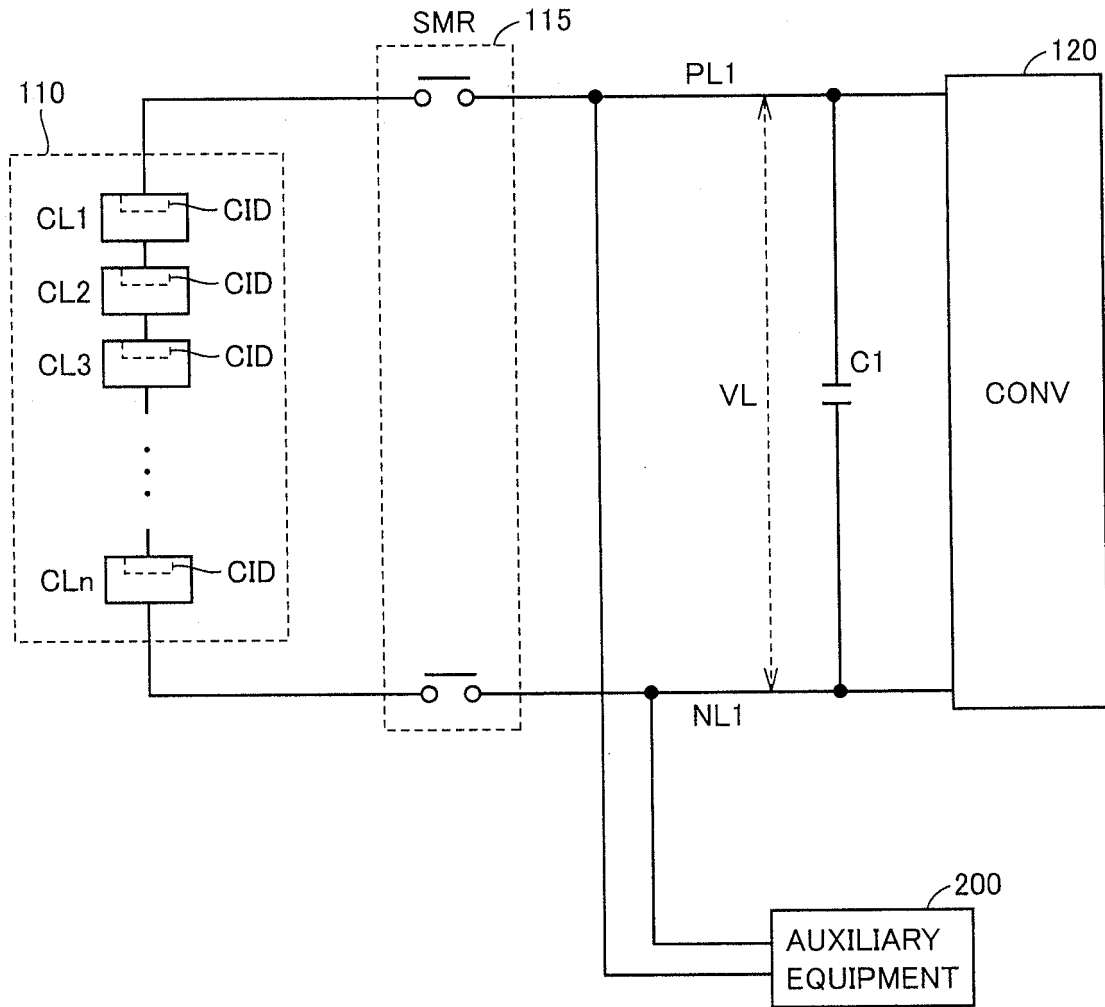 SMR
115
120
PL1
110
CL1
CID
CL2
CID
CL3
CID
C1
VL
CONV
CLn
CID
NL1
200
AUXILIARY
EQUIPMENT